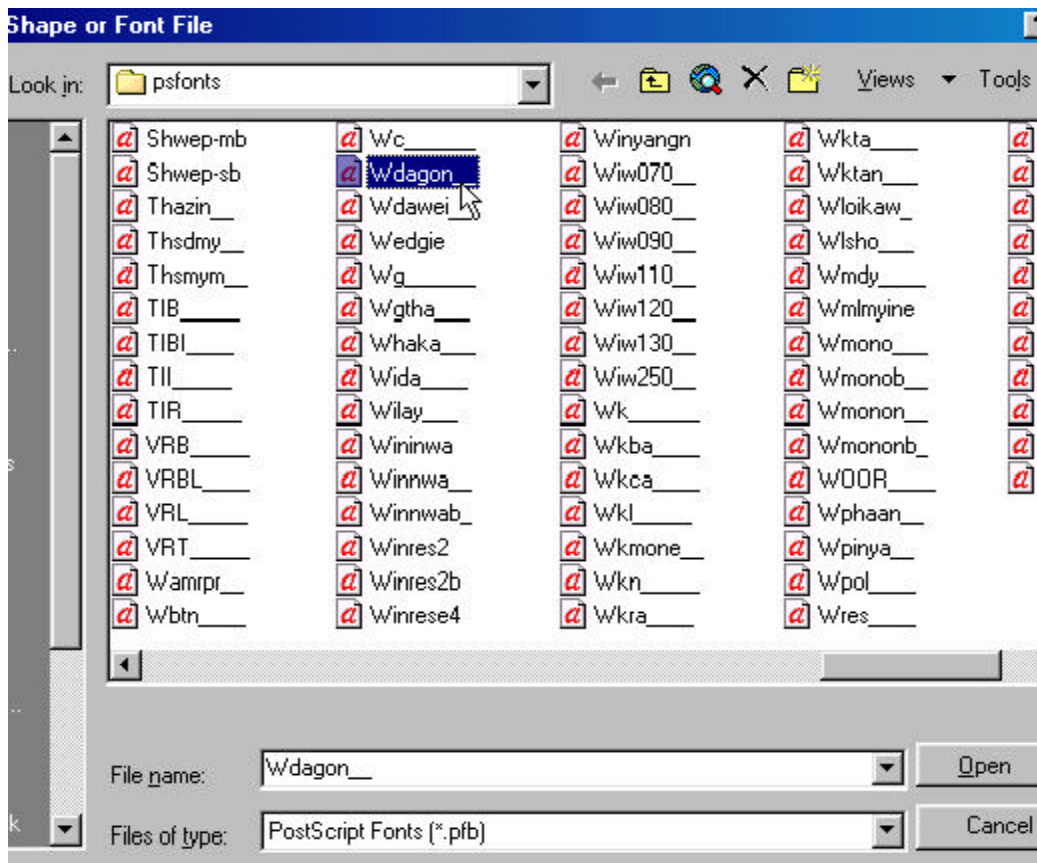 Shape or Font File
Look in: psfonts Views Tools
Shwep-mb Wc______ Winyangn Wkta____
Shwep-sb Wdagon__ Wiw070__ Wktan___
Thazin__ Wdawei__ Wiw080__ Wloikaw_
Thsdmy__ Wedgie Wiw090__ Wlsho___
Thsmym__ Wg______ Wiw110__ Wmdy____
TIB_____ Wgtha___ Wiw120__ Wmlmyine
TIBI____ Whaka___ Wiw130__ Wmono___
TII_____ Wida____ Wiw250__ Wmonob__
TIR_____ Wilay___ Wk______ Wmonon__
VRB_____ Wininwa Wkba____ Wmononb_
VRBL____ Winnwa__ Wkca____ WOOR____
VRL_____ Winnwab_ Wkl_____ Wphaan__
VRT_____ Winres2 Wkmone__ Wpinya__
Wamrpr__ Winres2b Wkn_____ Wpol____
Wbtn____ Winrese4 Wkra____ Wres____
File name: Wdagon__ Open
Files of type: PostScript Fonts (*.pfb) Cancel